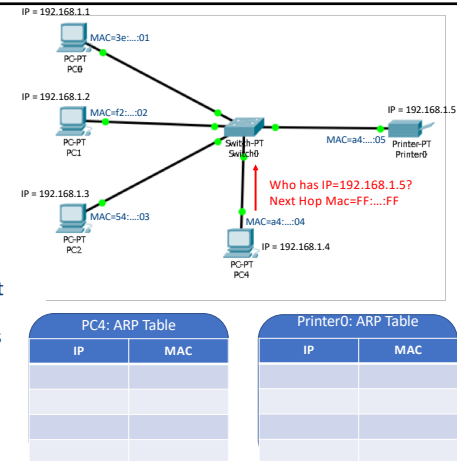 IP = 192.168.1.1
MAC=3e:...:01
PC-PT
PC0
IP = 192.168.1.2
MAC=f2:...:02
PC-PT
PC1
IP = 192.168.1.5
MAC=a4:...:05
Printer-PT
Printer0
Switch-PT
Switch0
Who has IP=192.168.1.5?
Next Hop Mac=FF:...:FF
IP = 192.168.1.3
MAC=54:...:03
PC-PT
PC2
MAC=a4:...:04
IP = 192.168.1.4
PC-PT
PC4
t
s
PC4: ARP Table
IP MAC
Printer0: ARP Table
IP MAC